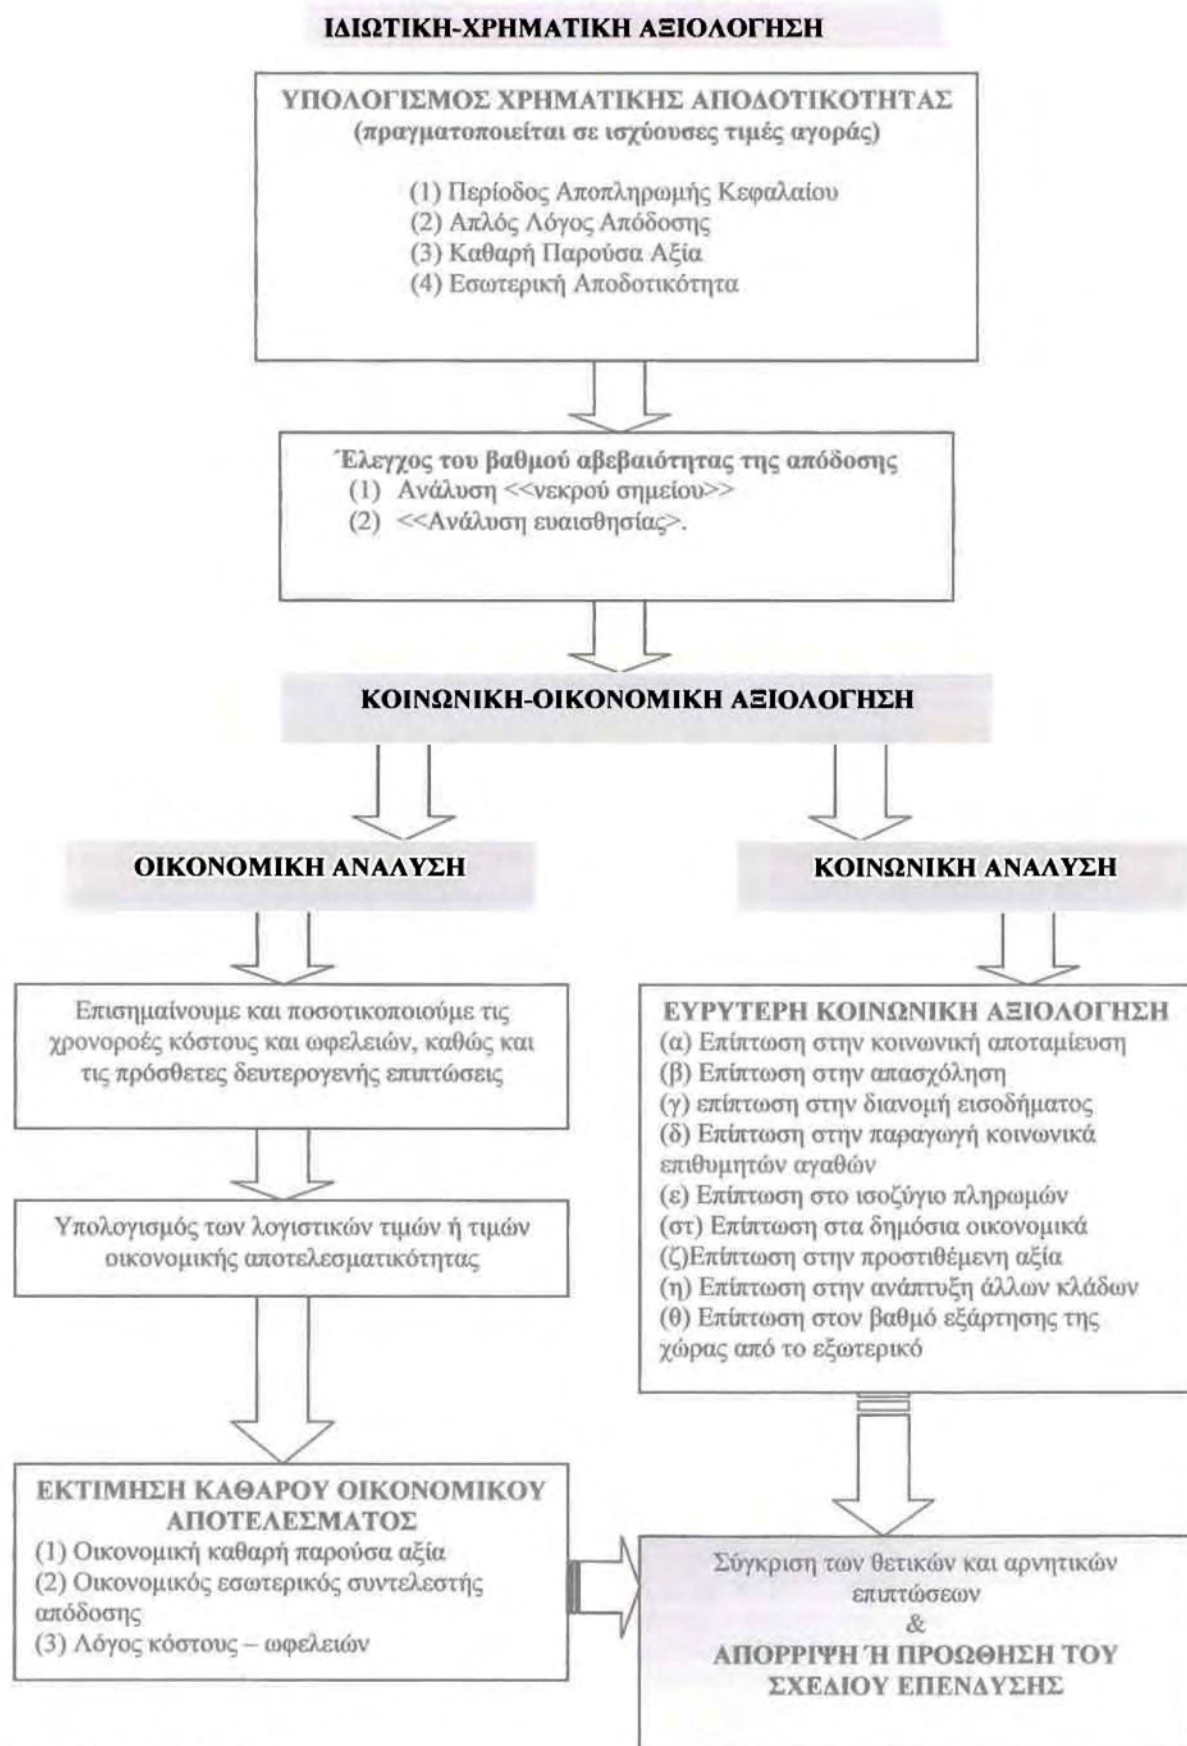 ΙΔΙΩΤΙΚΗ-ΧΡΗΜΑΤΙΚΗ ΑΞΙΟΛΟΓΗΣΗ
ΥΠΟΛΟΓΙΣΜΟΣ ΧΡΗΜΑΤΙΚΗΣ ΑΠΟΔΟΤΙΚΟΤΗΤΑΣ
(πραγματοποιείται σε ισχύουσες τιμές αγοράς)
(1) Περίοδος Αποπληρωμής Κεφαλαίου
(2) Απλός Λόγος Απόδοσης
(3) Καθαρή Παρούσα Αξία
(4) Εσωτερική Αποδοτικότητα
Έλεγχος του βαθμού αβεβαιότητας της απόδοσης
(1) Ανάλυση <<νεκρού σημείου>>
(2) <<Ανάλυση ευαισθησίας>.
ΚΟΙΝΩΝΙΚΗ-ΟΙΚΟΝΟΜΙΚΗ ΑΞΙΟΛΟΓΗΣΗ
ΟΙΚΟΝΟΜΙΚΗ ΑΝΑΛΥΣΗ
Επισημαίνουμε και ποσοτικοποιούμε τις
χρονοροές κόστους και ωφελειών, καθώς και
τις πρόσθετες δευτερογενής επιπτώσεις
Υπολογισμός των λογιστικών τιμών ή τιμών
οικονομικής αποτελεσματικότητας
ΕΚΤΙΜΗΣΗ ΚΑΘΑΡΟΥ ΟΙΚΟΝΟΜΙΚΟΥ
ΑΠΟΤΕΛΕΣΜΑΤΟΣ
(1) Οικονομική καθαρή παρούσα αξία
(2) Οικονομικός εσωτερικός συντελεστής
απόδοσης
(3) Λόγος κόστους – ωφελειών
ΚΟΙΝΩΝΙΚΗ ΑΝΑΛΥΣΗ
ΕΥΡΥΤΕΡΗ ΚΟΙΝΩΝΙΚΗ ΑΞΙΟΛΟΓΗΣΗ
(α) Επίπτωση στην κοινωνική αποταμίευση
(β) Επίπτωση στην απασχόληση
(γ) επίπτωση στην διανομή εισοδήματος
(δ) Επίπτωση στην παραγωγή κοινωνικά
επιθυμητών αγαθών
(ε) Επίπτωση στο ισοζύγιο πληρωμών
(στ) Επίπτωση στα δημόσια οικονομικά
(ζ)Επίπτωση στην προστιθέμενη αξία
(η) Επίπτωση στην ανάπτυξη άλλων κλάδων
(θ) Επίπτωση στον βαθμό εξάρτησης της
χώρας από το εξωτερικό
Σύγκριση των θετικών και αρνητικών
επιπτώσεων
&
ΑΠΟΡΡΙΨΗ Ή ΠΡΟΩΘΗΣΗ ΤΟΥ
ΣΧΕΔΙΟΥ ΕΠΕΝΔΥΣΗΣ